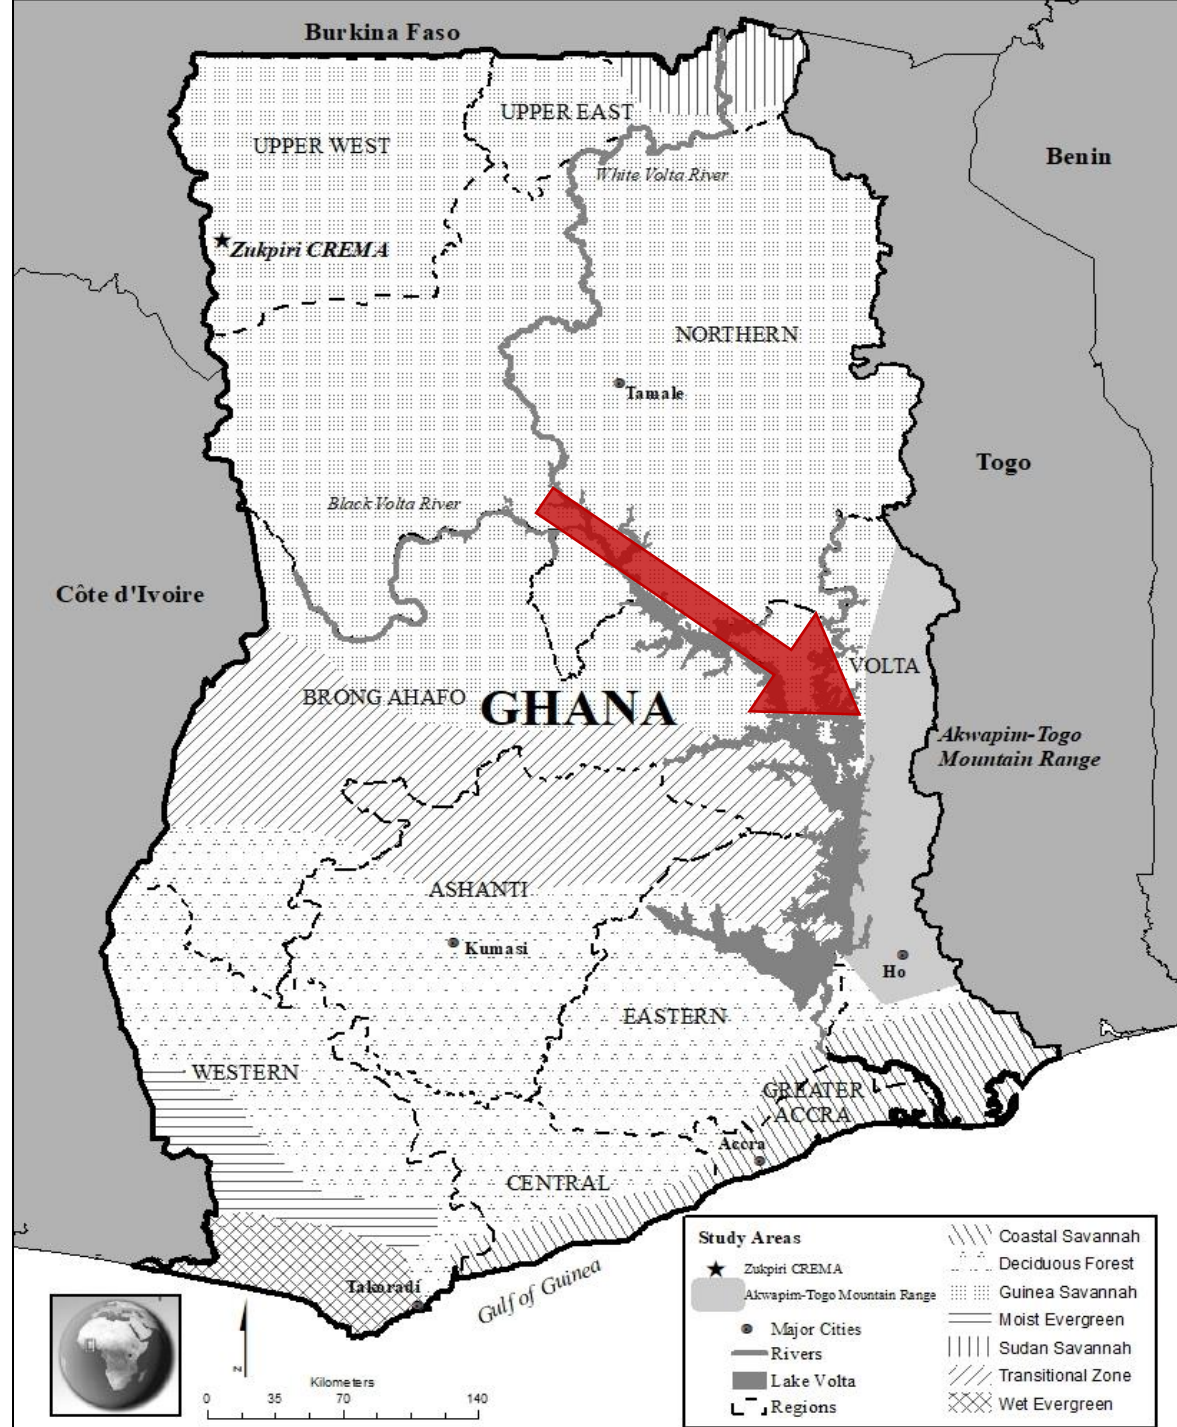 Burkina Faso
UPPER EAST
UPPER WEST
Benin
White Volta River
Zukpiri CREMA
NORTHERN
Tamale
Togo
Black Volta River
Côte d'Ivoire
VOLTA
BRONG AHAFO
GHANA
Akwapim-Togo
Mountain Range
ASHANTI
Kumasi
Ho
EASTERN
WESTERN
GREATER
ACCRA
Accra
CENTRAL
Takoradi
Gulf of Guinea
N
Kilometers
0 35 70 140
Study Areas
Zukpiri CREMA
Akwapim-Togo Mountain Range
Major Cities
Rivers
Lake Volta
Regions
Coastal Savannah
Deciduous Forest
Guinea Savannah
Moist Evergreen
Sudan Savannah
Transitional Zone
Wet Evergreen